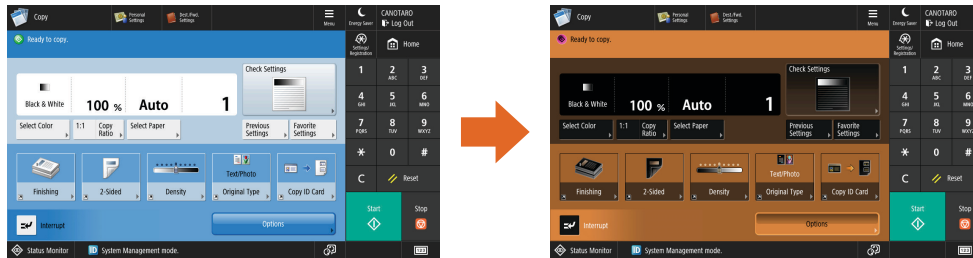 Copy
Personal
Settings
Dest./Fwd.
Settings
Menu
Energy Saver
CANOTARO
Log Out
Ready to copy.
Settings/
Registration
Home
Check Settings
Black & White
100 %
Auto
1
Select Color
1:1
Copy
Ratio
Select Paper
Previous
Settings
Favorite
Settings
Finishing
2-Sided
Density
Text/Photo
Original Type
Copy ID Card
Interrupt
Options
1
2
ABC
3
DEF
4
GHI
5
JKL
6
MNO
7
PQRS
8
TUV
9
WXYZ
*
0
#
C
Reset
Start
Stop
Status Monitor
ID System Management mode.
123
Copy
Personal
Settings
Dest./Fwd.
Settings
Menu
Energy Saver
CANOTARO
Log Out
Ready to copy.
Settings/
Registration
Home
Check Settings
Black & White
100 %
Auto
1
Select Color
1:1
Copy
Ratio
Select Paper
Previous
Settings
Favorite
Settings
Finishing
2-Sided
Density
Text/Photo
Original Type
Copy ID Card
Interrupt
Options
1
2
ABC
3
DEF
4
GHI
5
JKL
6
MNO
7
PQRS
8
TUV
9
WXYZ
*
0
#
C
Reset
Start
Stop
Status Monitor
ID System Management mode.
123